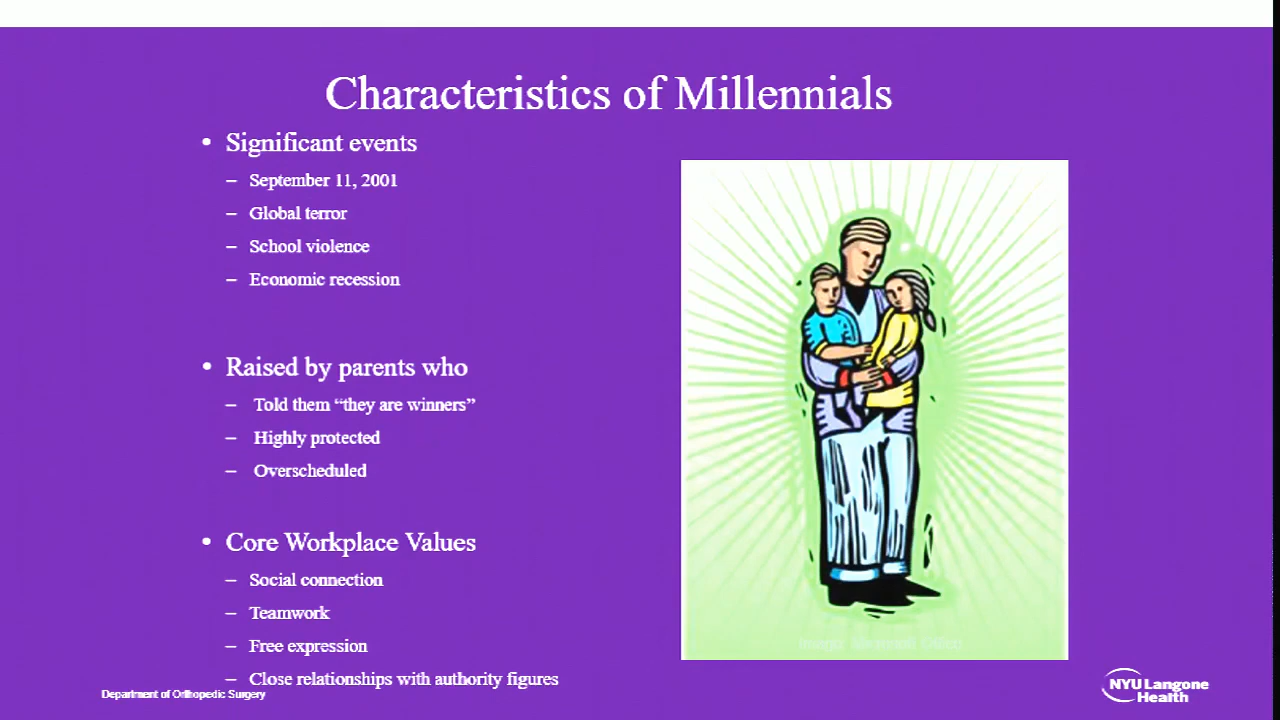 Characteristics of Millennials
• Significant events
– September 11, 2001
– Global terror
– School violence
– Economic recession
• Raised by parents who
– Told them “they are winners”
– Highly protected
– Overscheduled
• Core Workplace Values
– Social connection
– Teamwork
– Free expression
– Close relationships with authority figures
Department of Orthopedic Surgery
NYU Langone
Health